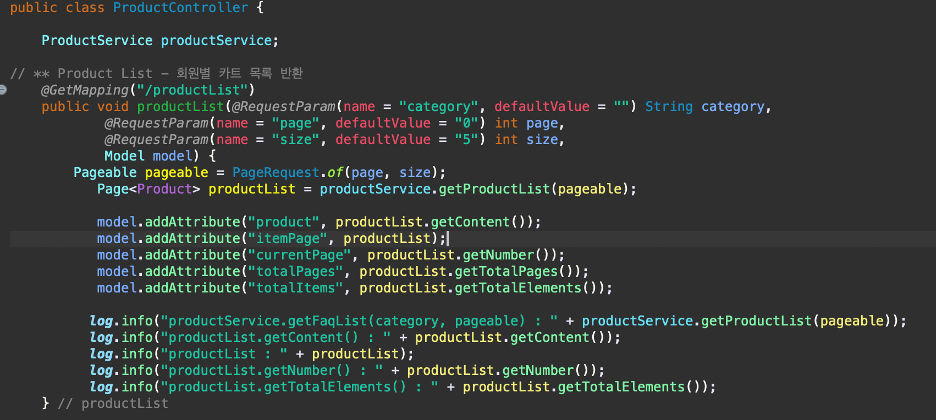 public class ProductController {
ProductService productService;
// ** Product List - 회원별 카트 목록 반환
@GetMapping("/productList")
public void productList(@RequestParam(name = "category", defaultValue = "") String category,
@RequestParam(name = "page", defaultValue = "0") int page,
@RequestParam(name = "size", defaultValue = "5") int size,
Model model) {
Pageable pageable = PageRequest.of(page, size);
Page<Product> productList = productService.getProductList(pageable);
model.addAttribute("product", productList.getContent());
model.addAttribute("itemPage", productList);
model.addAttribute("currentPage", productList.getNumber());
model.addAttribute("totalPages", productList.getTotalPages());
model.addAttribute("totalItems", productList.getTotalElements());
log.info("productService.getFaqList(category, pageable) : " + productService.getProductList(pageable));
log.info("productList.getContent() : " + productList.getContent());
log.info("productList : " + productList);
log.info("productList.getNumber() : " + productList.getNumber());
log.info("productList.getTotalElements() : " + productList.getTotalElements());
} // productList